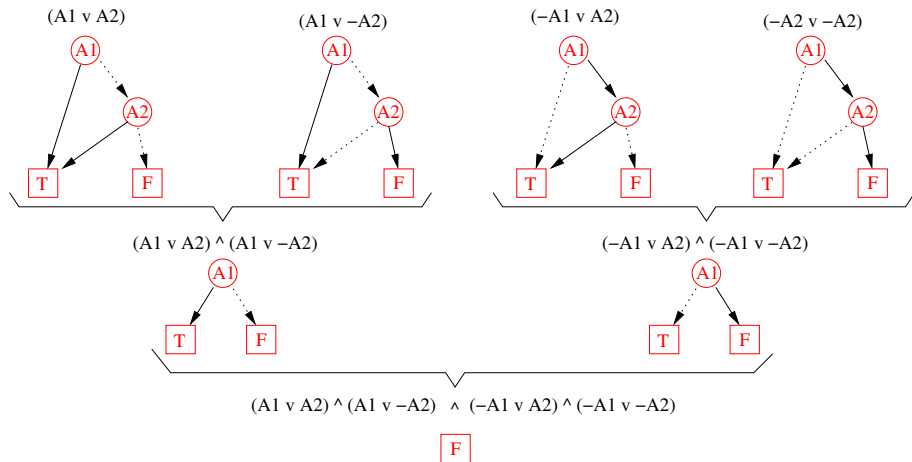 (A1 v A2) (A1 v −A2) (−A1 v A2) (−A2 v −A2)
A1 A1 A1 A1
A2 A2 A2 A2
T F T F T F T F
(A1 v A2) ^ (A1 v −A2) (−A1 v A2) ^ (−A1 v −A2)
A1 A1
T F T F
(A1 v A2) ^ (A1 v −A2) ^ (−A1 v A2) ^ (−A1 v −A2)
F